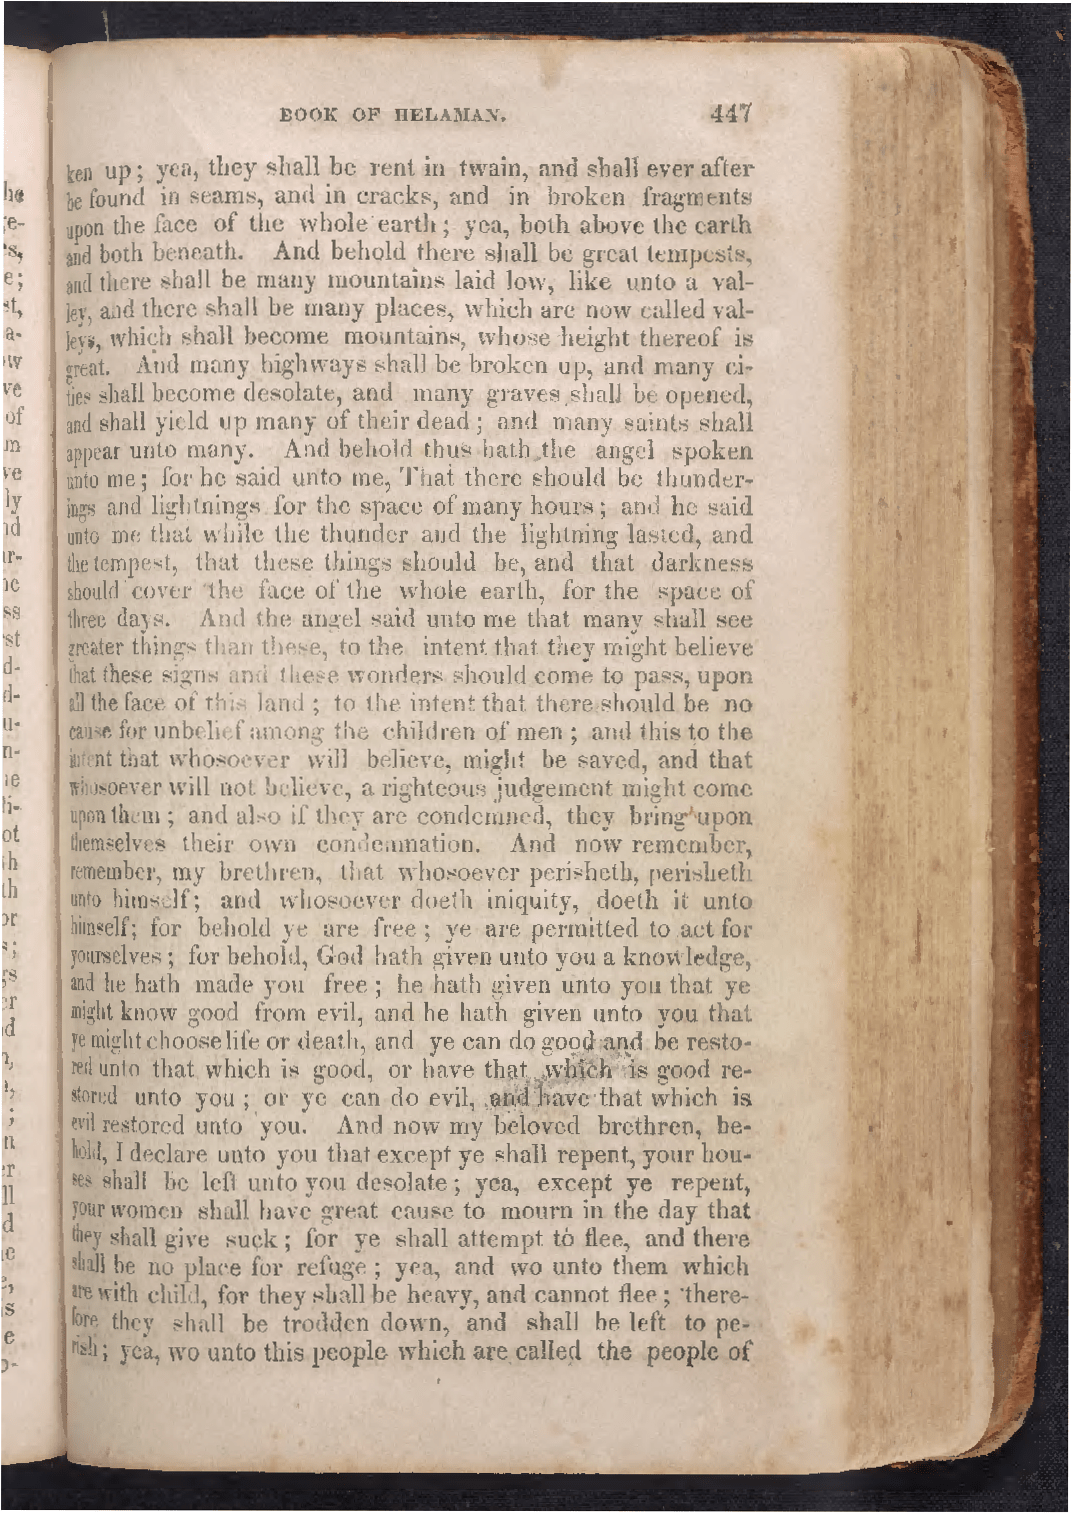 BOOK OF HELAMAN. 447
ken up; yea, they shall be rent in twain, and shall ever after
be found in seams, and in cracks, and in broken fragments
upon the face of the whole earth; yea, both above the earth
and both beneath. And behold there shall be great tempests,
and there shall be many mountains laid low, like unto a val-
ley, and there shall be many places, which are now called val-
leys, which shall become mountains, whose height thereof is
great. And many highways shall be broken up, and many ci-
ties shall become desolate, and many graves shall be opened,
and shall yield up many of their dead; and many saints shall
appear unto many. And behold thus hath the angel spoken
unto me; for he said unto me, That there should be thunder-
ings and lightnings for the space of many hours; and he said
unto me that while the thunder and the lightning lasted, and
the tempest, that these things should be, and that darkness
should cover the face of the whole earth, for the space of
three days. And the angel said unto me that many shall see
greater things than these, to the intent that they might believe
that these signs and these wonders should come to pass, upon
all the face of this land; to the intent that there should be no
cause for unbelief among the children of men; and this to the
intent that whosoever will believe, might be saved, and that
whosoever will not believe, a righteous judgement might come
upon them; and also if they are condemned, they bring upon
themselves their own condemnation. And now remember,
remember, my brethren, that whosoever perisheth, perisheth
unto himself; and whosoever doeth iniquity, doeth it unto
himself; for behold ye are free; ye are permitted to act for
yourselves; for behold, God hath given unto you a knowledge,
and he hath made you free; he hath given unto you that ye
might know good from evil, and he hath given unto you that
ye might choose life or death, and ye can do good and be resto-
red unto that which is good, or have that which is good re-
stored unto you; or ye can do evil, and have that which is
evil restored unto you. And now my beloved brethren, be-
hold, I declare unto you that except ye shall repent, your hou-
ses shall be left unto you desolate; yea, except ye repent,
your women shall have great cause to mourn in the day that
they shall give suck; for ye shall attempt to flee, and there
shall be no place for refuge; yea, and wo unto them which
are with child, for they shall be heavy, and cannot flee; there-
fore they shall be trodden down, and shall be left to pe-
rish; yea, wo unto this people which are called the people of